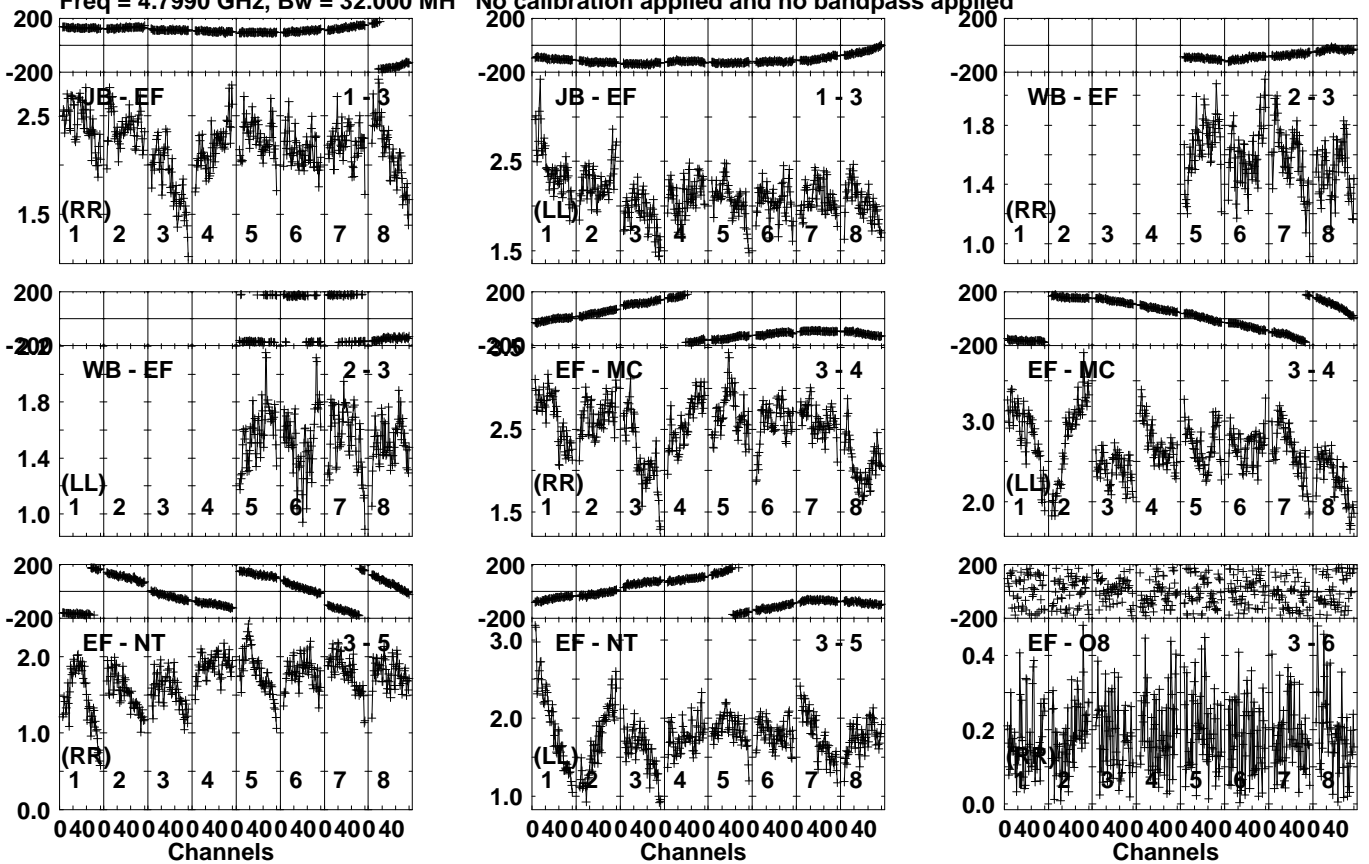 Freq = 4.7990 GHz, Bw = 32.000 MH No calibration applied and no bandpass applied
200 200 200
-200 -200 -200
JB - EF 1 - 3 JB - EF 1 - 3 WB - EF 2 - 3
2.5 2.5 1.8
1.5 1.5 1.4
1.0
(RR) (LL) (RR)
1 2 3 4 5 6 7 8 1 2 3 4 5 6 7 8 1 2 3 4 5 6 7 8
200 200 200
-200 -200 -200
2.2 3.5
WB - EF 2 - 3 EF - MC 3 - 4 EF - MC 3 - 4
1.8 2.5 3.0
1.4 1.5 2.0
1.0
(LL) (RR) (LL)
1 2 3 4 5 6 7 8 1 2 3 4 5 6 7 8 1 2 3 4 5 6 7 8
200 200 200
-200 -200 -200
EF - NT 3 - 5 EF - NT 3 - 5 EF - O8 3 - 6
2.0 3.0 0.4
1.0 2.0 0.2
0.0 1.0 0.0
(RR) (LL) (RR)
1 2 3 4 5 6 7 8 1 2 3 4 5 6 7 8 1 2 3 4 5 6 7 8
0 40 0 40 0 40 0 40 0 40 0 40 0 40 0 40 0 40 0 40 0 40 0 40 0 40 0 40 0 40 0 40 0 40 0 40 0 40 0 40 0 40 0 40 0 40 0 40
Channels Channels Channels